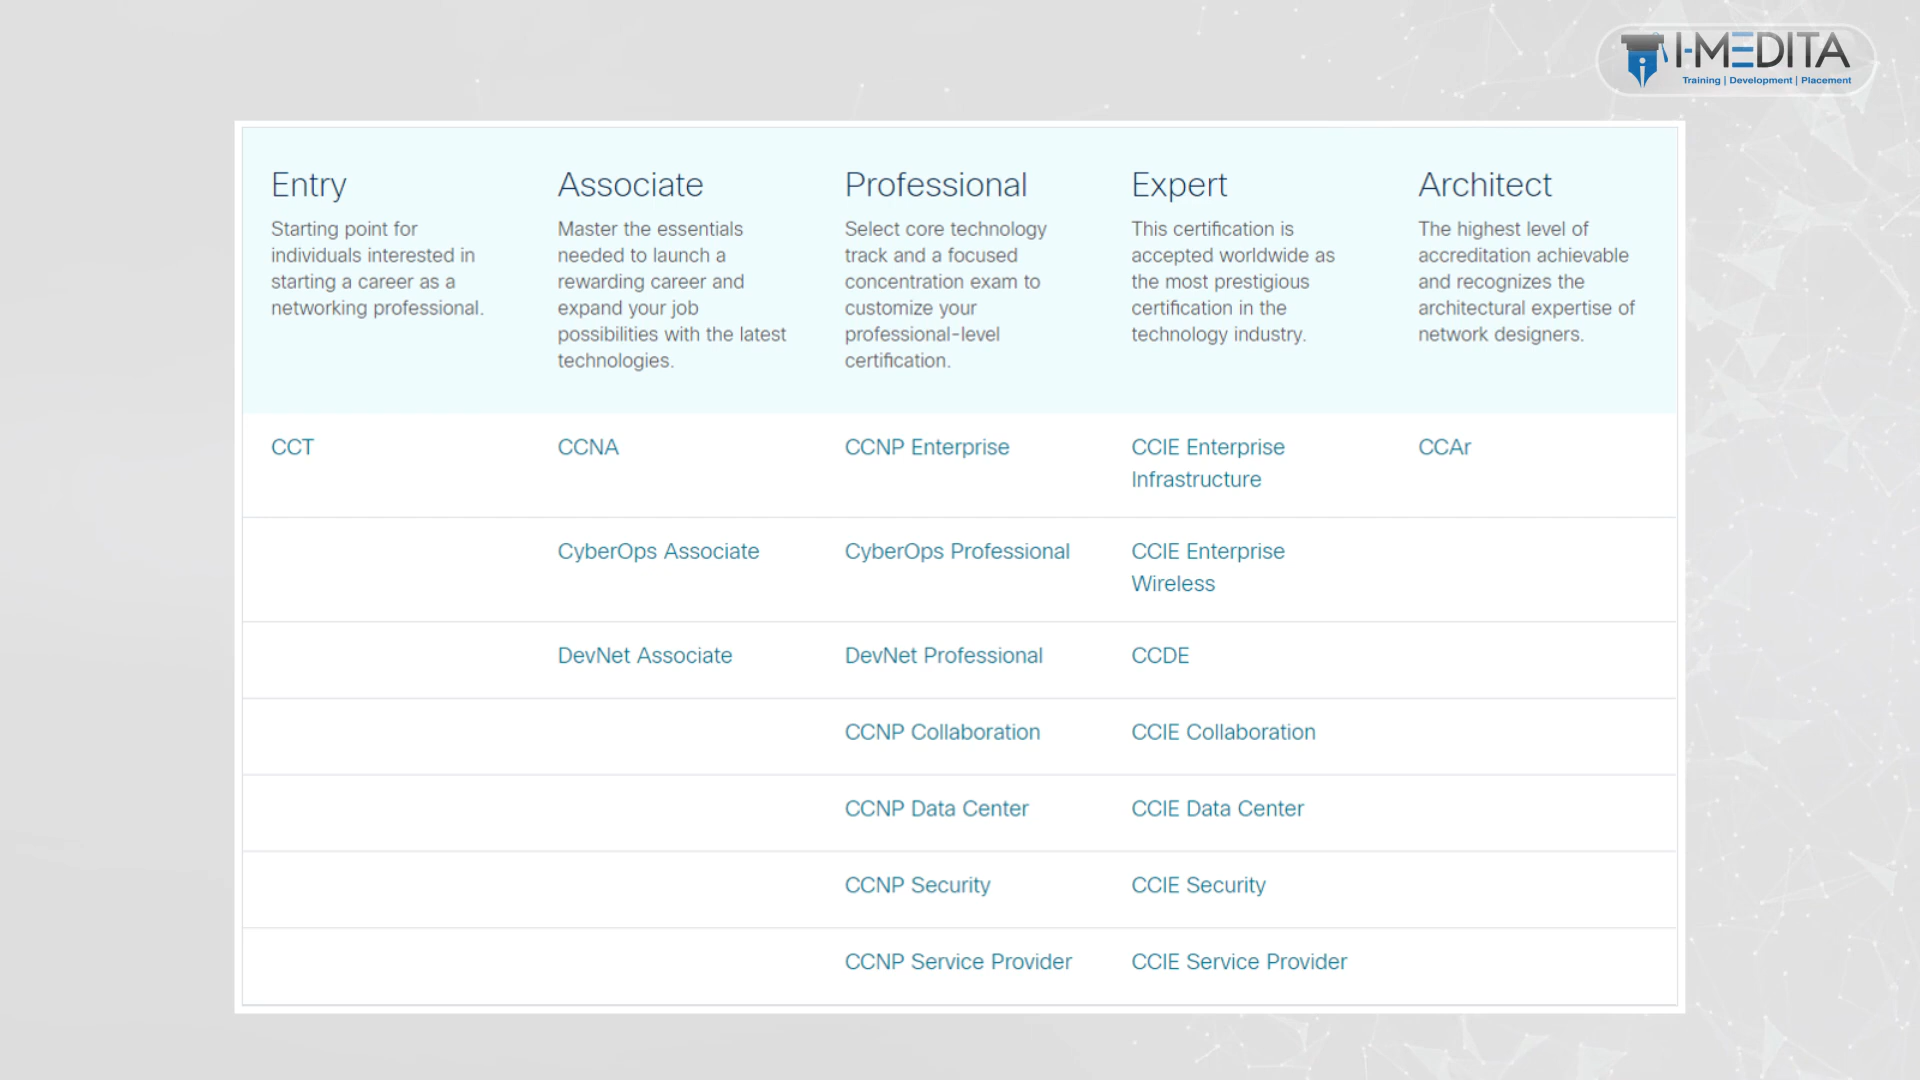 I-MEDITA
Training | Development | Placement
Entry
Starting point for
individuals interested in
starting a career as a
networking professional.
Associate
Master the essentials
needed to launch a
rewarding career and
expand your job
possibilities with the latest
technologies.
Professional
Select core technology
track and a focused
concentration exam to
customize your
professional-level
certification.
Expert
This certification is
accepted worldwide as
the most prestigious
certification in the
technology industry.
Architect
The highest level of
accreditation achievable
and recognizes the
architectural expertise of
network designers.
CCT
CCNA
CCNP Enterprise
CCIE Enterprise
Infrastructure
CCAr
CyberOps Associate
CyberOps Professional
CCIE Enterprise
Wireless
DevNet Associate
DevNet Professional
CCDE
CCNP Collaboration
CCIE Collaboration
CCNP Data Center
CCIE Data Center
CCNP Security
CCIE Security
CCNP Service Provider
CCIE Service Provider